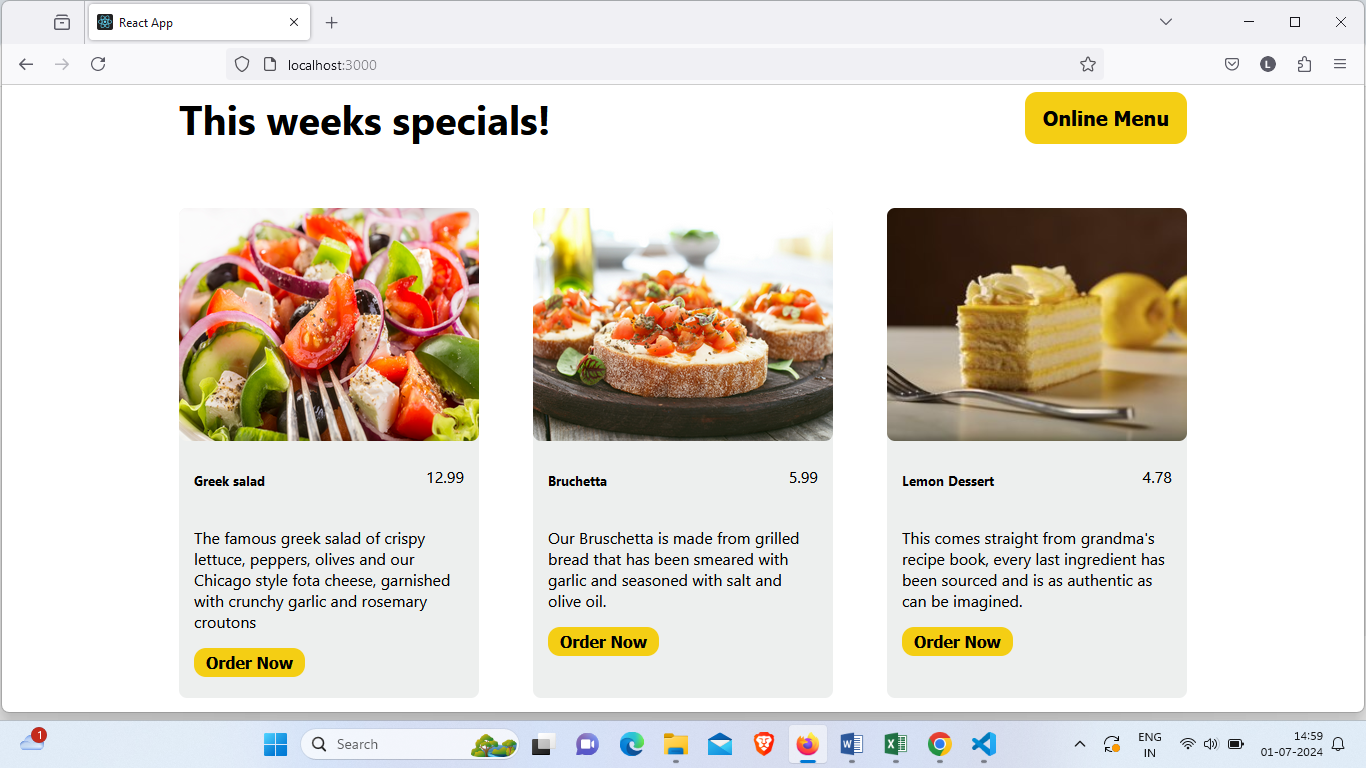 React App
localhost:3000
L
This weeks specials!
Online Menu
Greek salad 12.99
The famous greek salad of crispy
lettuce, peppers, olives and our
Chicago style fota cheese, garnished
with crunchy garlic and rosemary
croutons
Order Now
Bruchetta 5.99
Our Bruschetta is made from grilled
bread that has been smeared with
garlic and seasoned with salt and
olive oil.
Order Now
Lemon Dessert 4.78
This comes straight from grandma's
recipe book, every last ingredient has
been sourced and is as authentic as
can be imagined.
Order Now
1
Search
ENG
IN
14:59
01-07-2024